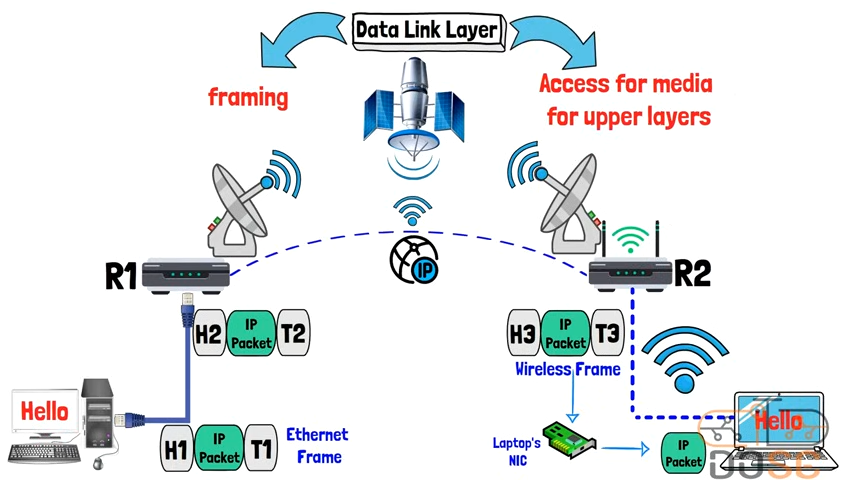 Data Link Layer
framing
Access for media
for upper layers
R1
IP
R2
H2
IP
Packet
T2
H3
IP
Packet
T3
Wireless Frame
Hello
H1
IP
Packet
T1
Ethernet
Frame
Laptop's
NIC
IP
Packet
Hello